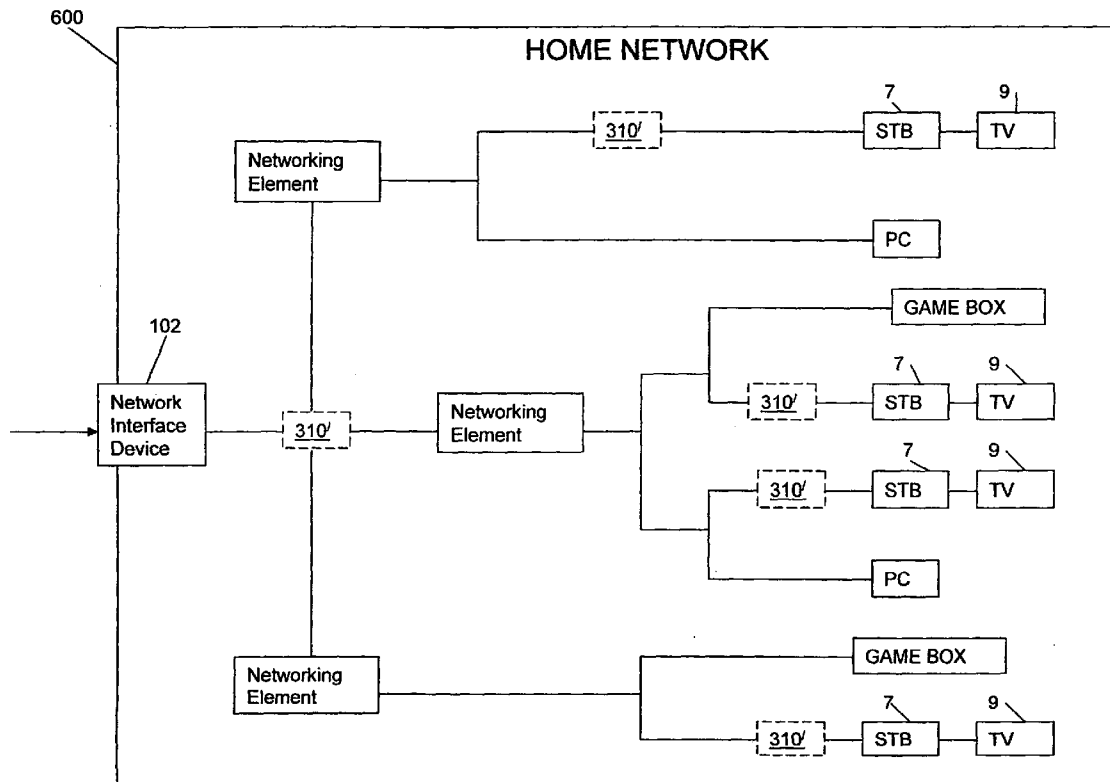 600
HOME NETWORK
7
9
310'
STB
TV
Networking
Element
PC
GAME BOX
102
7
9
Network
Interface
Device
310'
Networking
Element
310'
STB
TV
7
9
310'
STB
TV
PC
Networking
Element
GAME BOX
7
9
310'
STB
TV